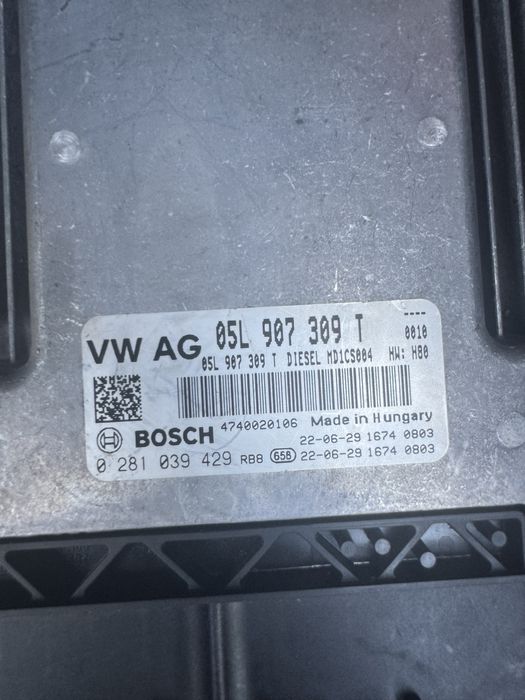 VW AG 05L 907 309 T ----
0010
05L 907 309 T DIESEL MD1CS004 HW: H80
4740020106 Made in Hungary
BOSCH 22-06-29 1674 0803
0 281 039 429 RB8 658 22-06-29 1674 0803